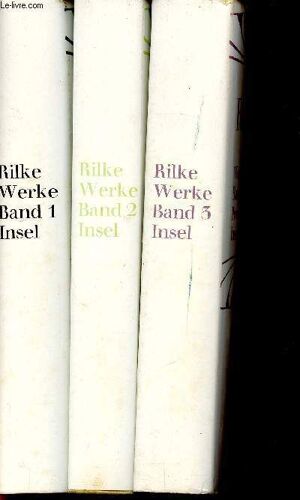 Le-livre.com
Rilke
Werke
Band 1
Insel
Rilke
Werke
Band 2
Insel
Rilke
Werke
Band 3
Insel